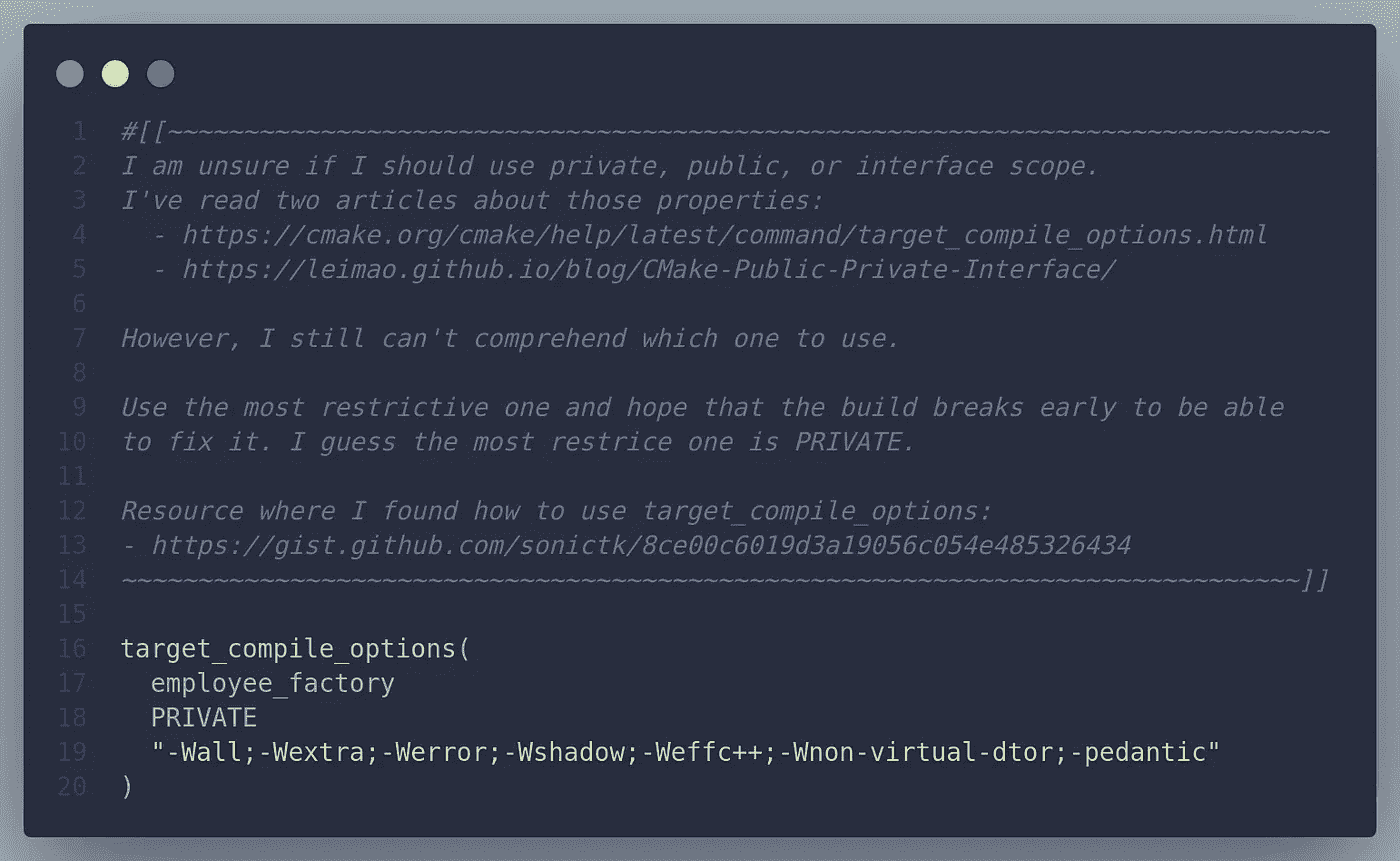 1 #[[~~~~~~~~~~~~~~~~~~~~~~~~~~~~~~~~~~~~~~~~~~~~~~~~~~~~~~~~~~~~~~~~~~~~~~~~~~~~
2 I am unsure if I should use private, public, or interface scope.
3 I've read two articles about those properties:
4   - https://cmake.org/cmake/help/latest/command/target_compile_options.html
5   - https://leimao.github.io/blog/CMake-Public-Private-Interface/
6
7 However, I still can't comprehend which one to use.
8
9 Use the most restrictive one and hope that the build breaks early to be able
10 to fix it. I guess the most restrice one is PRIVATE.
11
12 Resource where I found how to use target_compile_options:
13 - https://gist.github.com/sonictk/8ce00c6019d3a19056c054e485326434
14 ~~~~~~~~~~~~~~~~~~~~~~~~~~~~~~~~~~~~~~~~~~~~~~~~~~~~~~~~~~~~~~~~~~~~~~~~~~~~~]]
15
16 target_compile_options(
17   employee_factory
18   PRIVATE
19   "-Wall;-Wextra;-Werror;-Wshadow;-Weffc++;-Wnon-virtual-dtor;-pedantic"
20 )